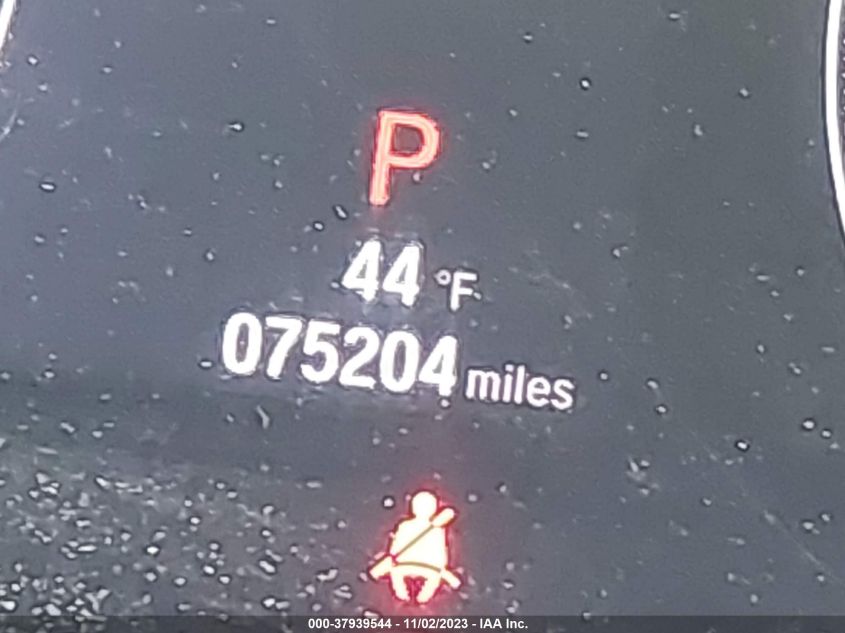 P
44 °F
075204 miles
000-37939544 - 11/02/2023 - IAA Inc.